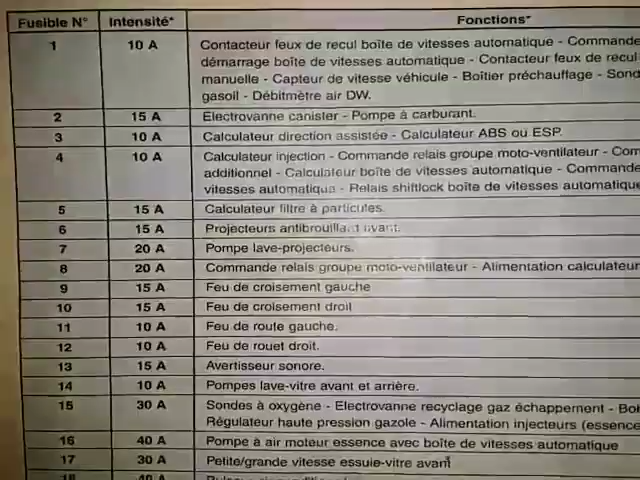 Fusible N° Intensité* Fonctions*
1 10 A Contacteur feux de recul boîte de vitesses automatique - Commande
démarrage boîte de vitesses automatique - Contacteur feux de recul
manuelle - Capteur de vitesse véhicule - Boîtier préchauffage - Sond
gasoil - Débitmètre air DW.
2 15 A Electrovanne canister - Pompe à carburant.
3 10 A Calculateur direction assistée - Calculateur ABS ou ESP.
4 10 A Calculateur injection - Commande relais groupe moto-ventilateur - Com
additionnel - Calculateur boîte de vitesses automatique - Commande
vitesses automatique - Relais shiftlock boîte de vitesses automatique
5 15 A Calculateur filtre à particules.
6 15 A Projecteurs antibrouillard avant.
7 20 A Pompe lave-projecteurs.
8 20 A Commande relais groupe moto-ventilateur - Alimentation calculateur
9 15 A Feu de croisement gauche
10 15 A Feu de croisement droit
11 10 A Feu de route gauche.
12 10 A Feu de rouet droit.
13 15 A Avertisseur sonore.
14 10 A Pompes lave-vitre avant et arrière.
15 30 A Sondes à oxygène - Electrovanne recyclage gaz échappement - Bo
Régulateur haute pression gazole - Alimentation injecteurs (essence
16 40 A Pompe à air moteur essence avec boîte de vitesses automatique
17 30 A Petite/grande vitesse essuie-vitre avant
18 40 A